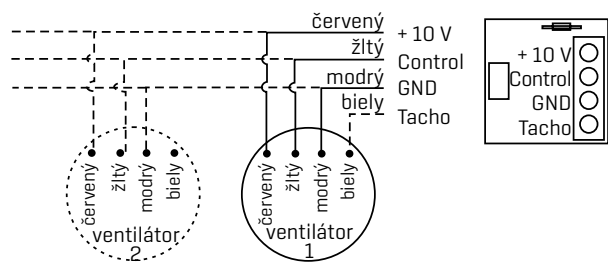 červený + 10 V
žltý Control
modrý GND
biely Tacho
+ 10 V
Control
GND
Tacho
červený žltý modrý biely
ventilátor
2
červený žltý modrý biely
ventilátor
1